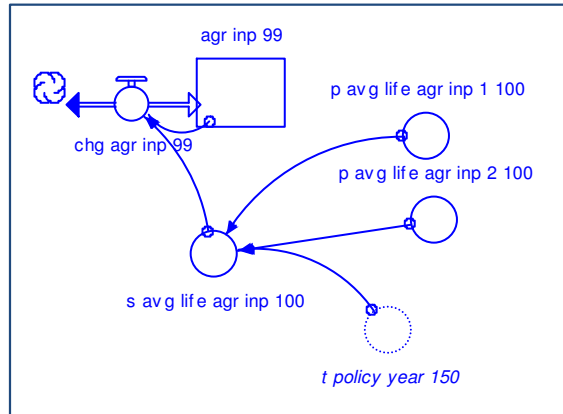 agr inp 99
p avg life agr inp 1 100
chg agr inp 99
p avg life agr inp 2 100
s avg life agr inp 100
t policy year 150